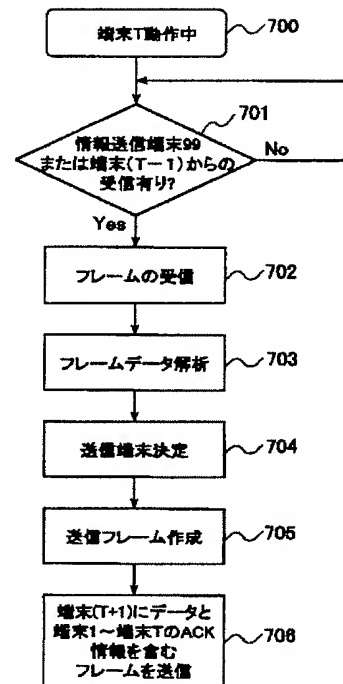 端末T動作中
700
701
情報送信端末99
または端末(T−1)からの
受信有り?
No
Yes
フレームの受信
702
フレームデータ解析
703
送信端末決定
704
送信フレーム作成
705
端末(T+1)にデータと
端末1〜端末TのACK
情報を含む
フレームを送信
706